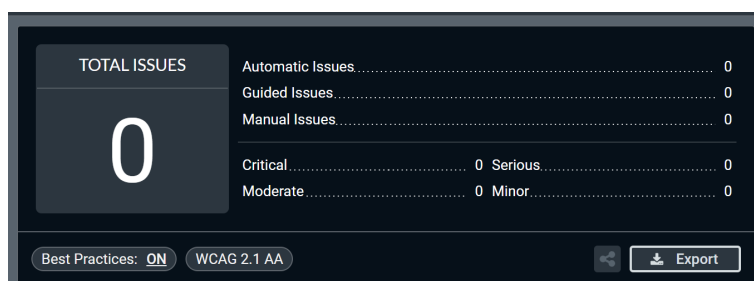 TOTAL ISSUES
0
Automatic Issues 0
Guided Issues 0
Manual Issues 0
Critical 0 Serious 0
Moderate 0 Minor 0
Best Practices: ON WCAG 2.1 AA Export